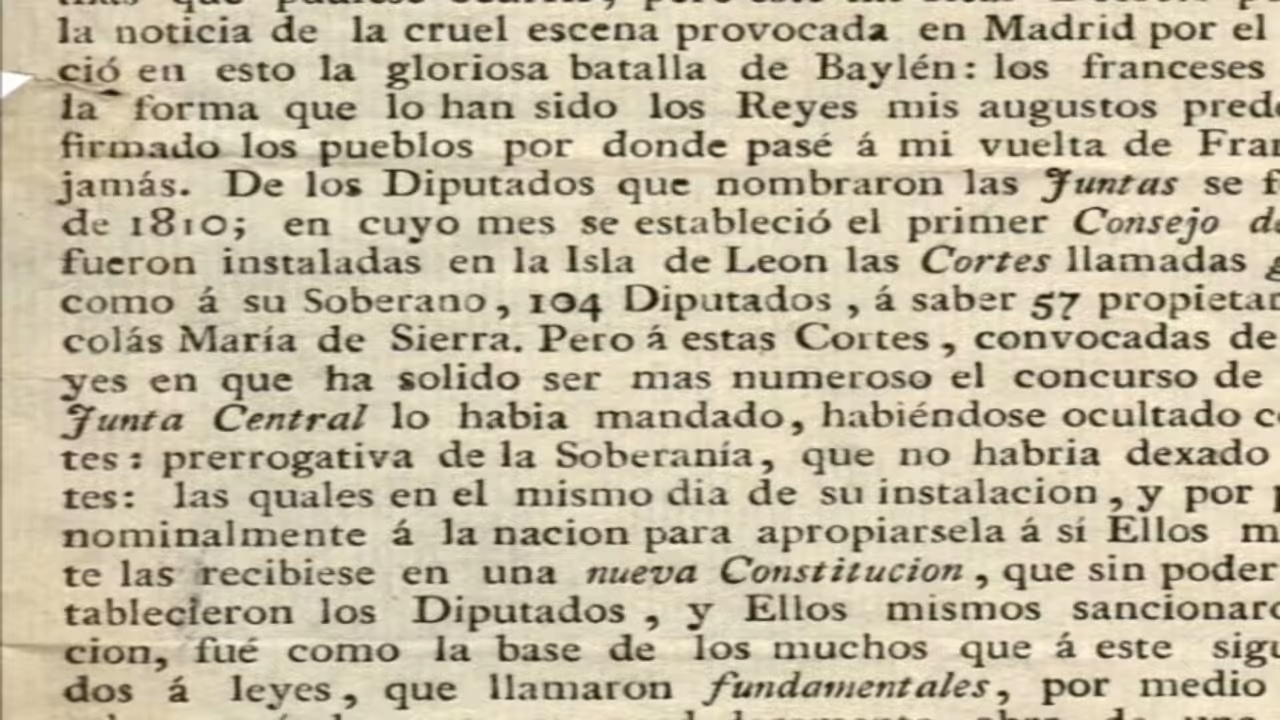 la noticia de la cruel escena provocada en Madrid por el
ció en esto la gloriosa batalla de Baylén: los franceses
la forma que lo han sido los Reyes mis augustos
firmado los pueblos por donde pasé á mi vuelta de
jamás. De los Diputados que nombraron las Juntas se
de 1810; en cuyo mes se estableció el primer Consejo
fueron instaladas en la Isla de Leon las Cortes llamadas
como á su Soberano, 104 Diputados, á saber 57
colás María de Sierra. Pero á estas Cortes, convocadas de
yes en que ha solido ser mas numeroso el concurso de
Junta Central lo habia mandado, habiéndose ocultado
tes: prerrogativa de la Soberanía, que no habria dexado
tes: las quales en el mismo dia de su instalacion, y por
nominalmente á la nacion para apropiarsela á sí Ellos
te las recibiese en una nueva Constitucion, que sin poder
tablecieron los Diputados, y Ellos mismos
cion, fué como la base de los muchos que á este
dos á leyes, que llamaron fundamentales, por medio